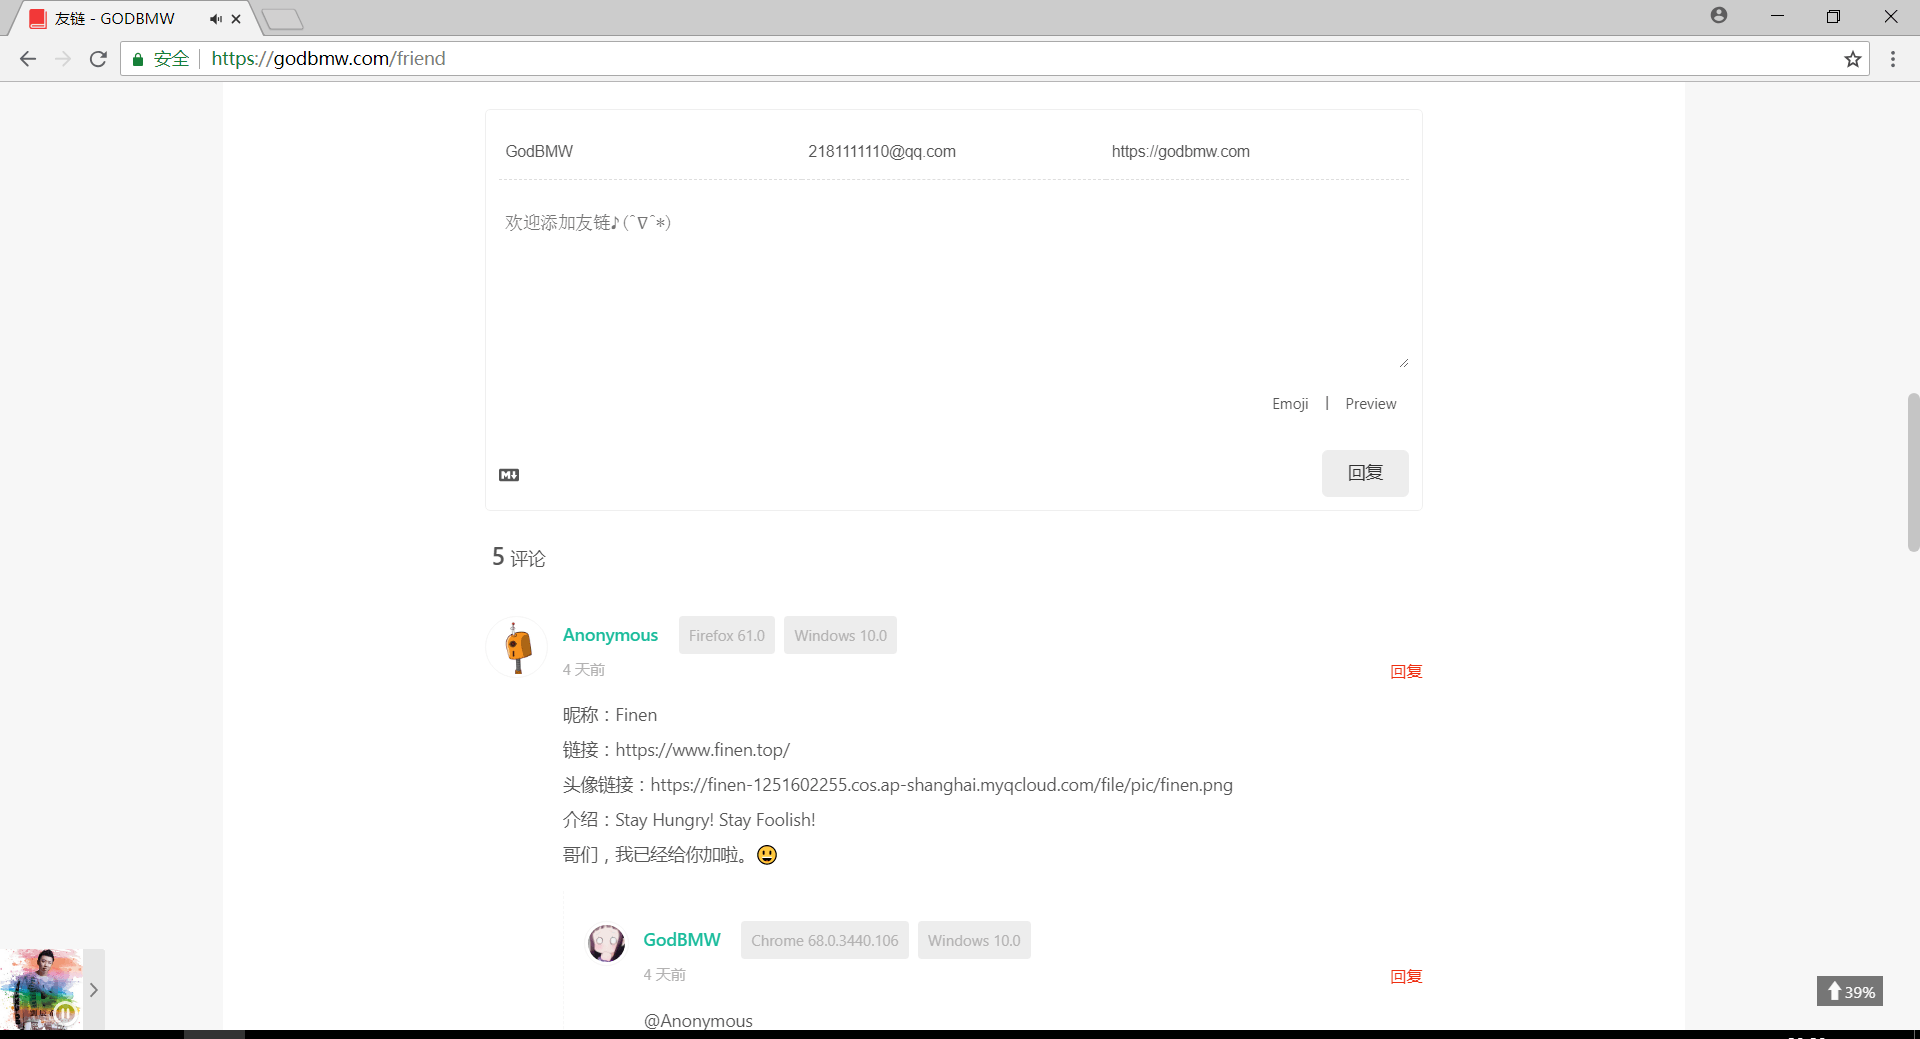 友链 - GODBMW
安全 https://godbmw.com/friend
GodBMW 2181111110@qq.com https://godbmw.com
欢迎添加友链♪(^∇^*)
Emoji | Preview
M↓ 回复
5 评论
Anonymous Firefox 61.0 Windows 10.0
4 天前 回复
昵称：Finen
链接：https://www.finen.top/
头像链接：https://finen-1251602255.cos.ap-shanghai.myqcloud.com/file/pic/finen.png
介绍：Stay Hungry! Stay Foolish!
哥们，我已经给你加啦。😃
GodBMW Chrome 68.0.3440.106 Windows 10.0
4 天前 回复
@Anonymous
39%